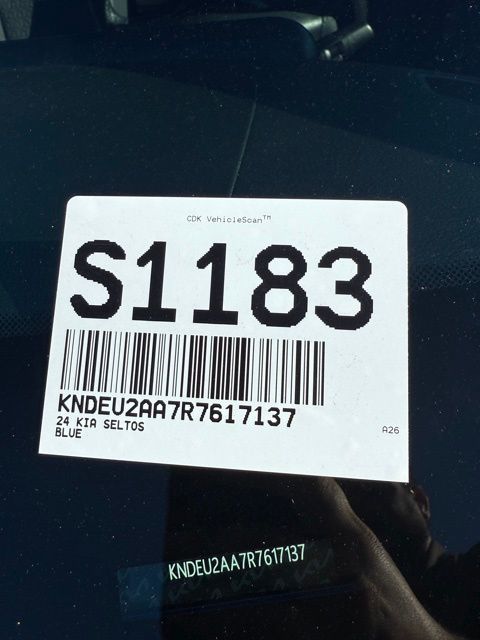 CDK VehicleScan™
S1183
KNDEU2AA7R7617137
24 KIA SELTOS
BLUE
A26
KNDEU2AA7R7617137